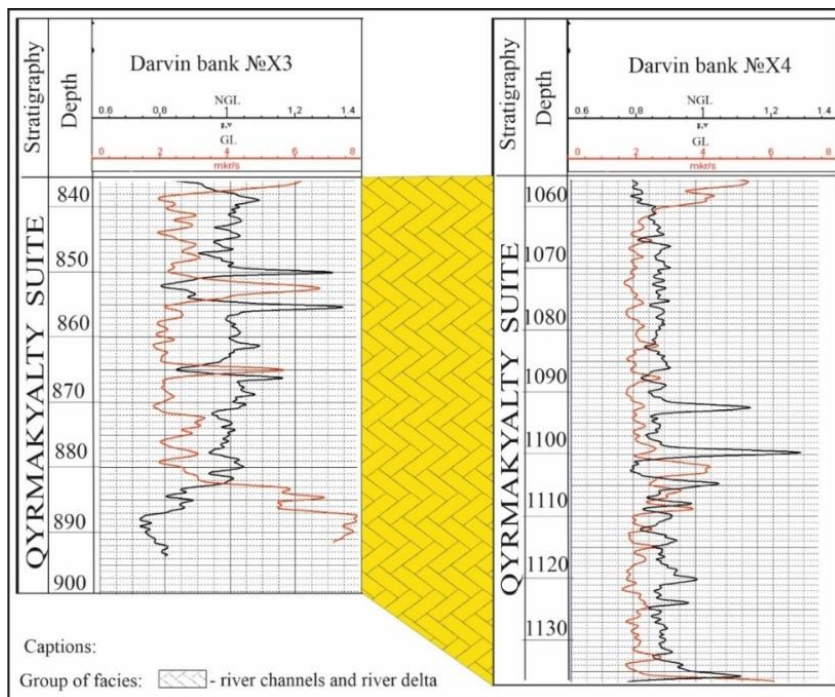 Stratigraphy
Depth
Darvin bank №X3
NGL
0.6 0,8 1 1,2 1.4
GL
2 4 6 8
mkr/s
QYRMAKYALTY SUITE
840
850
860
870
880
890
900
Stratigraphy
Depth
Darvin bank №X4
NGL
0.6 0,8 1 1,2 1.4
GL
2 4 6 8
mkr/s
QYRMAKYALTY SUITE
1060
1070
1080
1090
1100
1110
1120
1130
Captions:
Group of facies: - river channels and river delta